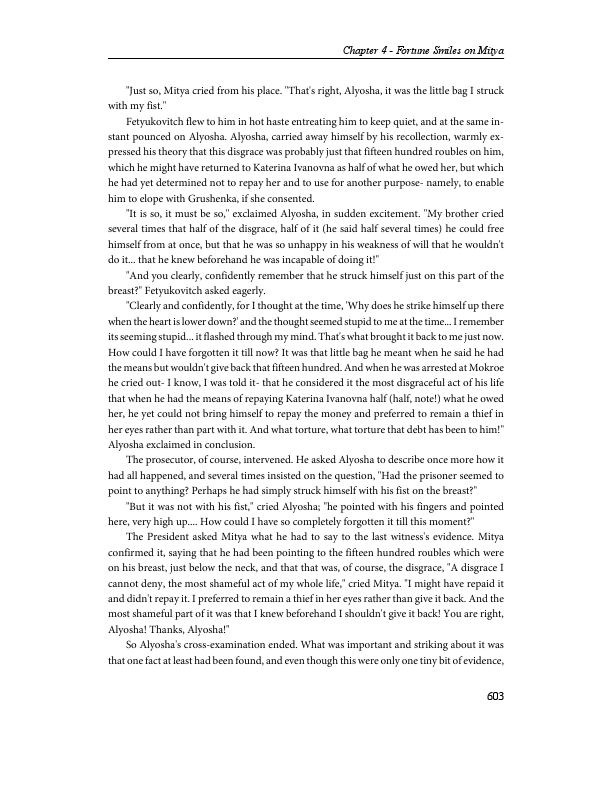 Chapter 4 - Fortune Smiles on Mitya
"Just so, Mitya cried from his place. "That's right, Alyosha, it was the little bag I struck
with my fist."
Fetyukovitch flew to him in hot haste entreating him to keep quiet, and at the same in-
stant pounced on Alyosha. Alyosha, carried away himself by his recollection, warmly ex-
pressed his theory that this disgrace was probably just that fifteen hundred roubles on him,
which he might have returned to Katerina Ivanovna as half of what he owed her, but which
he had yet determined not to repay her and to use for another purpose- namely, to enable
him to elope with Grushenka, if she consented.
"It is so, it must be so," exclaimed Alyosha, in sudden excitement. "My brother cried
several times that half of the disgrace, half of it (he said half several times) he could free
himself from at once, but that he was so unhappy in his weakness of will that he wouldn't
do it... that he knew beforehand he was incapable of doing it!"
"And you clearly, confidently remember that he struck himself just on this part of the
breast?" Fetyukovitch asked eagerly.
"Clearly and confidently, for I thought at the time, 'Why does he strike himself up there
when the heart is lower down?' and the thought seemed stupid to me at the time... I remember
its seeming stupid... it flashed through my mind. That's what brought it back to me just now.
How could I have forgotten it till now? It was that little bag he meant when he said he had
the means but wouldn't give back that fifteen hundred. And when he was arrested at Mokroe
he cried out- I know, I was told it- that he considered it the most disgraceful act of his life
that when he had the means of repaying Katerina Ivanovna half (half, note!) what he owed
her, he yet could not bring himself to repay the money and preferred to remain a thief in
her eyes rather than part with it. And what torture, what torture that debt has been to him!"
Alyosha exclaimed in conclusion.
The prosecutor, of course, intervened. He asked Alyosha to describe once more how it
had all happened, and several times insisted on the question, "Had the prisoner seemed to
point to anything? Perhaps he had simply struck himself with his fist on the breast?"
"But it was not with his fist," cried Alyosha; "he pointed with his fingers and pointed
here, very high up.... How could I have so completely forgotten it till this moment?"
The President asked Mitya what he had to say to the last witness's evidence. Mitya
confirmed it, saying that he had been pointing to the fifteen hundred roubles which were
on his breast, just below the neck, and that that was, of course, the disgrace, "A disgrace I
cannot deny, the most shameful act of my whole life," cried Mitya. "I might have repaid it
and didn't repay it. I preferred to remain a thief in her eyes rather than give it back. And the
most shameful part of it was that I knew beforehand I shouldn't give it back! You are right,
Alyosha! Thanks, Alyosha!"
So Alyosha's cross-examination ended. What was important and striking about it was
that one fact at least had been found, and even though this were only one tiny bit of evidence,
603